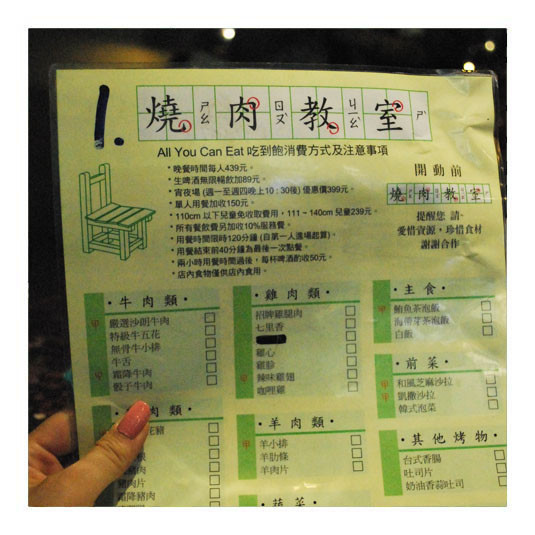 1.
燒肉教室
ㄕㄠ ㄖㄡ ㄐㄧㄠ ㄕ
All You Can Eat 吃到飽消費方式及注意事項
*晚餐時間每人439元。
*生啤酒無限暢飲加89元。
*宵夜場 (週一至週四晚上10:30後) 優惠價399元。
*單人用餐加收150元。
*110cm 以下兒童免收取費用,111~140cm 兒童239元。
*所有餐飲費另加收10%服務費。
*用餐時間限時120分鐘 (自第一人進場起算)。
*用餐結束前40分鐘為最後一次點餐。
*兩小時用餐時間過後,每杯啤酒酌收50元。
*店內食物僅供店內食用。
開動前
燒肉教室
提醒您 請-
愛惜資源,珍惜食材
謝謝合作
·牛肉類·
嚴選沙朗牛肉
特級牛五花
無骨牛小排
牛舌
霜降牛肉
骰子牛肉
·雞肉類·
招牌雞腿肉
七里香
雞心
雞胗
辣味雞翅
咖哩雞
·主食·
鮑魚茶泡飯
海帶芽茶泡飯
白飯
·前菜·
和風芝麻沙拉
凱撒沙拉
韓式泡菜
肉類·
花豬
豬肉
豬肉片
霜降豬肉
·羊肉類·
羊小排
羊肋條
羊肉片
·其他烤物·
台式香腸
吐司片
奶油香蒜吐司
·蔬菜·